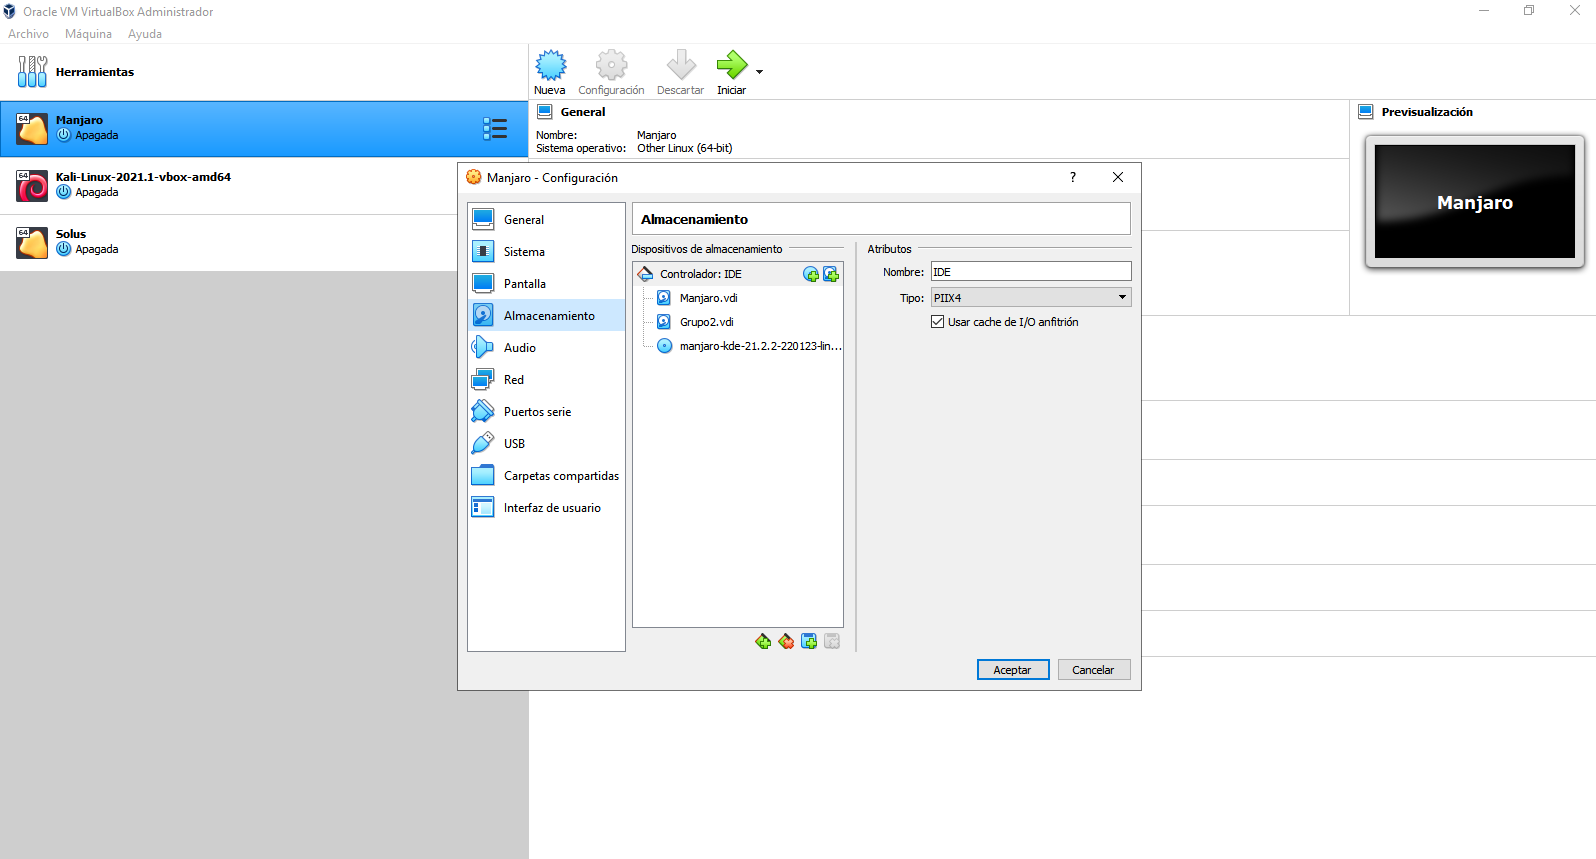 Oracle VM VirtualBox Administrador
Archivo Máquina Ayuda
Herramientas
64
Manjaro
Apagada
64
Kali-Linux-2021.1-vbox-amd64
Apagada
64
Solus
Apagada
Nueva Configuración Descartar Iniciar
General
Nombre: Manjaro
Sistema operativo: Other Linux (64-bit)
Previsualización
Manjaro
Manjaro - Configuración ?
General
Sistema
Pantalla
Almacenamiento
Audio
Red
Puertos serie
USB
Carpetas compartidas
Interfaz de usuario
Almacenamiento
Dispositivos de almacenamiento
Controlador: IDE
Manjaro.vdi
Grupo2.vdi
manjaro-kde-21.2.2-220123-lin...
Atributos
Nombre: IDE
Tipo: PIIX4
Usar cache de I/O anfitrión
Aceptar Cancelar